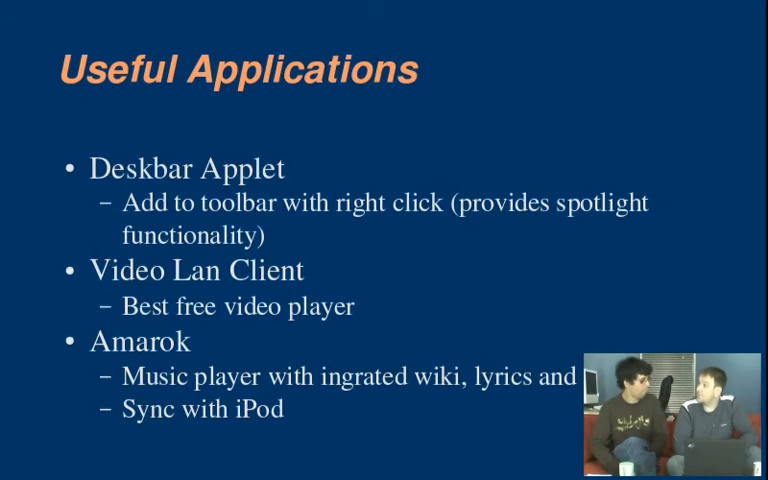 Useful Applications
• Deskbar Applet
– Add to toolbar with right click (provides spotlight
functionality)
• Video Lan Client
– Best free video player
• Amarok
– Music player with ingrated wiki, lyrics and
– Sync with iPod